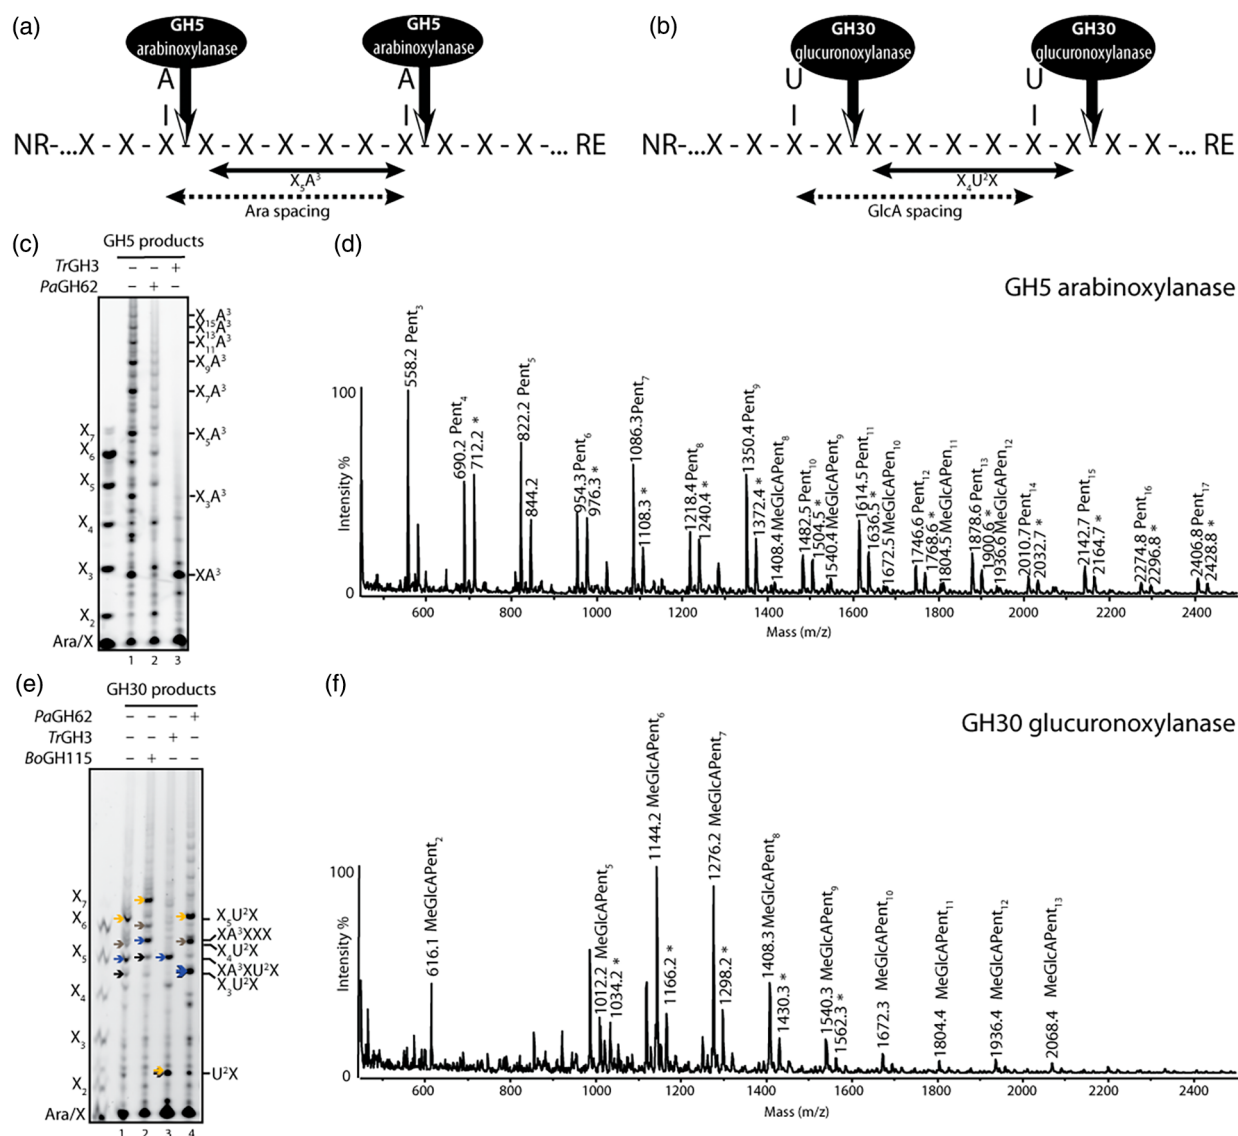 (a)
GH5
arabinoxylanase
GH5
arabinoxylanase
A
A
NR-...X - X - X - X - X - X - X - X - X - X - X - X -... RE
X5A3
Ara spacing
(b)
GH30
glucuronoxylanase
GH30
glucuronoxylanase
U
U
NR-...X - X - X - X - X - X - X - X - X - X - X - X -... RE
X4U2X
GlcA spacing
(c)
GH5 products
TrGH3 – – +
PaGH62 – + –
X7
X6
X5
X4
X3
X2
Ara/X
X15A3
X13A3
X11A3
X9A3
X7A3
X5A3
X3A3
XA3
1 2 3
(d)
GH5 arabinoxylanase
Intensity %
100
0
558.2 Pent3
690.2 Pent4
712.2 *
822.2 Pent5
844.2
954.3 Pent6
976.3 *
1086.3 Pent7
1108.3 *
1218.4 Pent8
1240.4 *
1350.4 Pent9
1372.4 *
1408.4 MeGlcAPent8
1482.5 Pent10
1504.5 *
1540.4 MeGlcAPent9
1614.5 Pent11
1636.5 *
1672.5 MeGlcAPent10
1746.6 Pent12
1768.6 *
1804.5 MeGlcAPent11
1878.6 Pent13
1900.6 *
1936.6 MeGlcAPent12
2010.7 Pent14
2032.7 *
2142.7 Pent15
2164.7 *
2274.8 Pent16
2296.8 *
2406.8 Pent17
2428.8 *
600 800 1000 1200 1400 1600 1800 2000 2200 2400
Mass (m/z)
(e)
GH30 products
PaGH62 – – – +
TrGH3 – – + –
BoGH115 – + – –
X7
X6
X5
X4
X3
X2
Ara/X
X5U2X
XA3XXX
X4U2X
XA3XU2X
X3U2X
U2X
1 2 3 4
(f)
GH30 glucuronoxylanase
Intensity %
100
0
616.1 MeGlcAPent2
1012.2 MeGlcAPent5
1034.2 *
1144.2 MeGlcAPent6
1166.2 *
1276.2 MeGlcAPent7
1298.2 *
1408.3 MeGlcAPent8
1430.3 *
1540.3 MeGlcAPent9
1562.3 *
1672.3 MeGlcAPent10
1804.4 MeGlcAPent11
1936.4 MeGlcAPent12
2068.4 MeGlcAPent13
600 800 1000 1200 1400 1600 1800 2000 2200 2400
Mass (m/z)